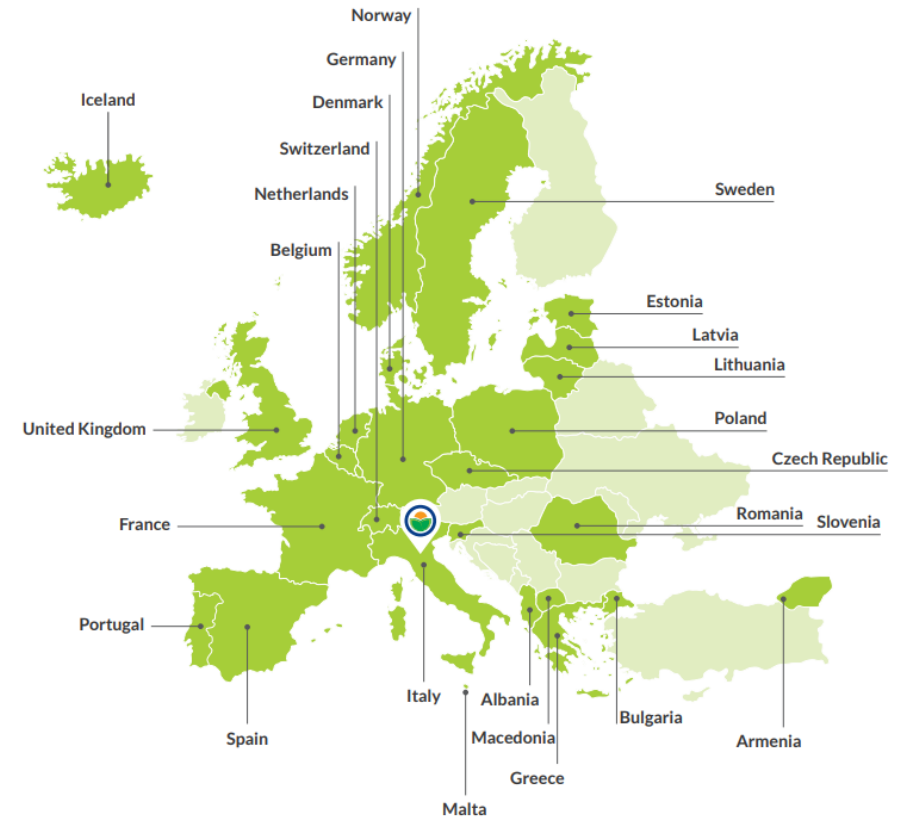 Norway
Germany
Iceland
Denmark
Switzerland
Netherlands
Sweden
Belgium
Estonia
Latvia
Lithuania
Poland
United Kingdom
Czech Republic
Romania
Slovenia
France
Portugal
Italy
Albania
Bulgaria
Spain
Macedonia
Armenia
Greece
Malta